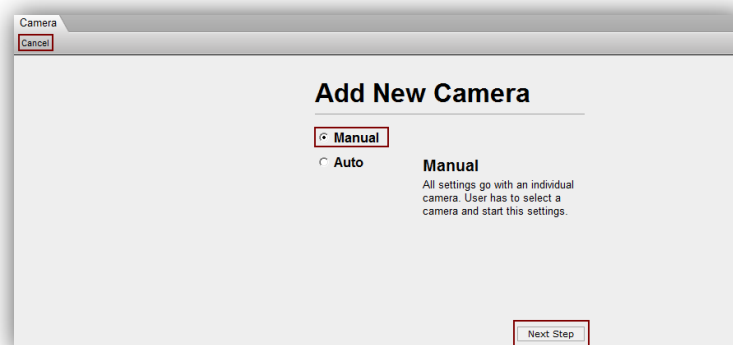 Camera
Cancel
Add New Camera
Manual
Auto
Manual
All settings go with an individual
camera. User has to select a
camera and start this settings.
Next Step